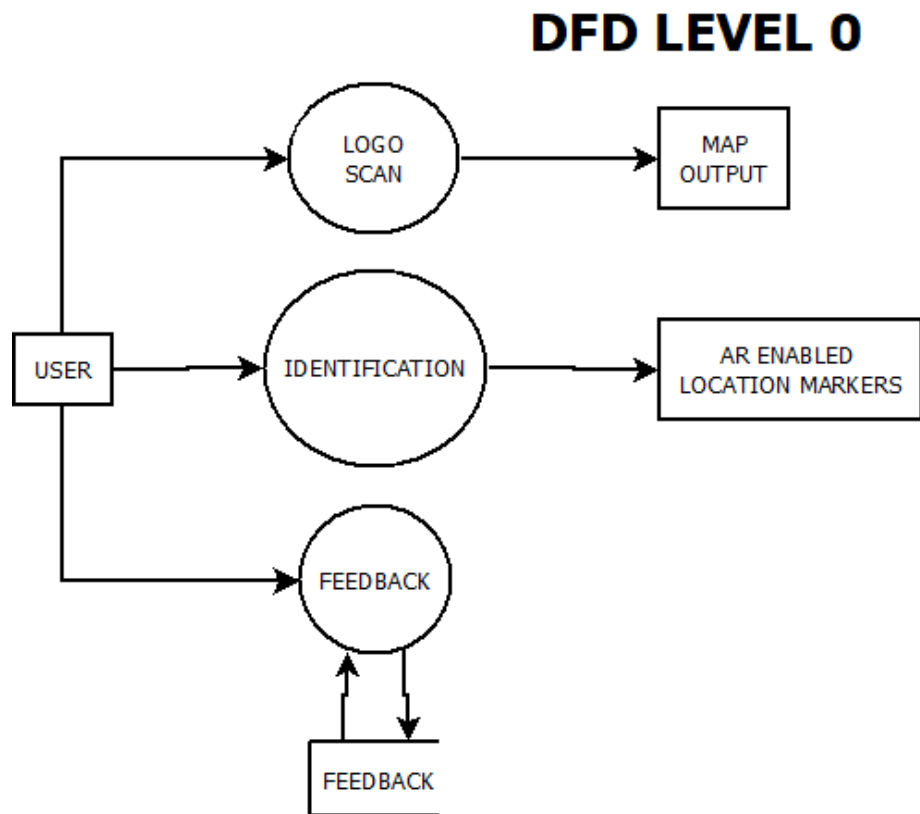 DFD LEVEL 0
LOGO
SCAN
MAP
OUTPUT
USER
IDENTIFICATION
AR ENABLED
LOCATION MARKERS
FEEDBACK
FEEDBACK